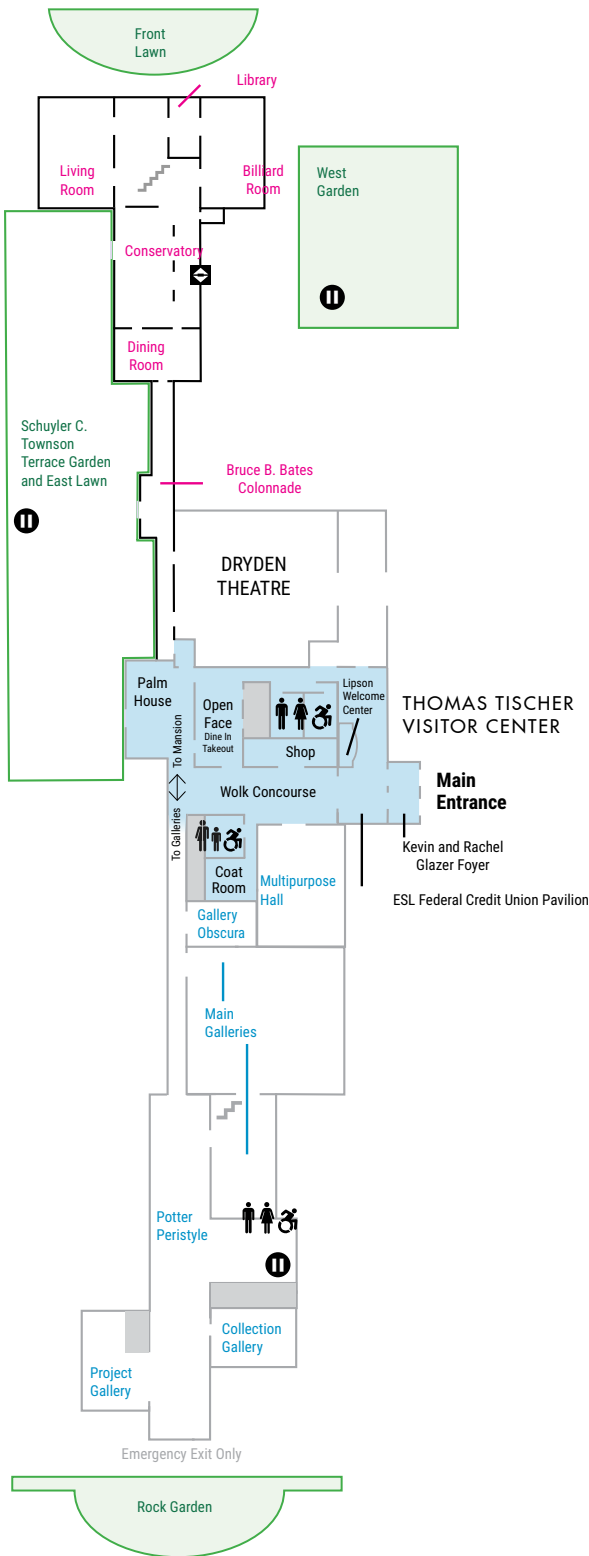 Front
Lawn
Library
Living
Room
Billiard
Room
West
Garden
Conservatory
Dining
Room
Schuyler C.
Townson
Terrace Garden
and East Lawn
Bruce B. Bates
Colonnade
DRYDEN
THEATRE
Palm
House
To Mansion
Open
Face
Dine In
Takeout
Lipson
Welcome
Center
Shop
THOMAS TISCHER
VISITOR CENTER
Wolk Concourse
Main
Entrance
To Galleries
Kevin and Rachel
Glazer Foyer
Coat
Room
Multipurpose
Hall
ESL Federal Credit Union Pavilion
Gallery
Obscura
Main
Galleries
Potter
Peristyle
Collection
Gallery
Project
Gallery
Emergency Exit Only
Rock Garden